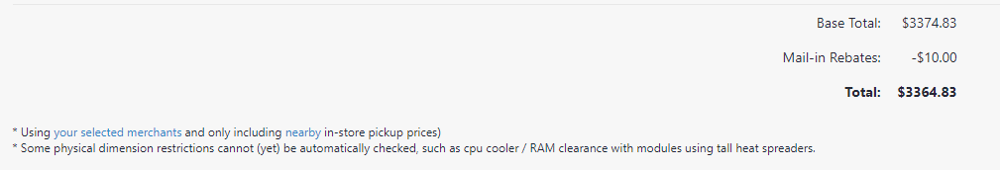 Base Total: $3374.83
Mail-in Rebates: -$10.00
Total: $3364.83
* Using your selected merchants and only including nearby in-store pickup prices)
* Some physical dimension restrictions cannot (yet) be automatically checked, such as cpu cooler / RAM clearance with modules using tall heat spreaders.